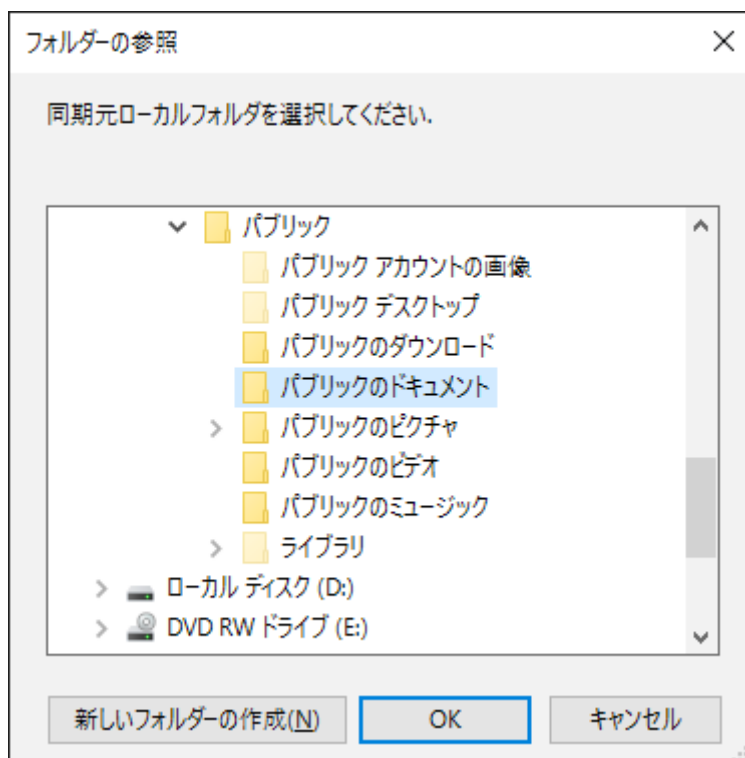 フォルダーの参照
同期元ローカルフォルダを選択してください.
パブリック
パブリック アカウントの画像
パブリック デスクトップ
パブリックのダウンロード
パブリックのドキュメント
パブリックのピクチャ
パブリックのビデオ
パブリックのミュージック
ライブラリ
ローカル ディスク (D:)
DVD RW ドライブ (E:)
新しいフォルダーの作成(N) OK キャンセル